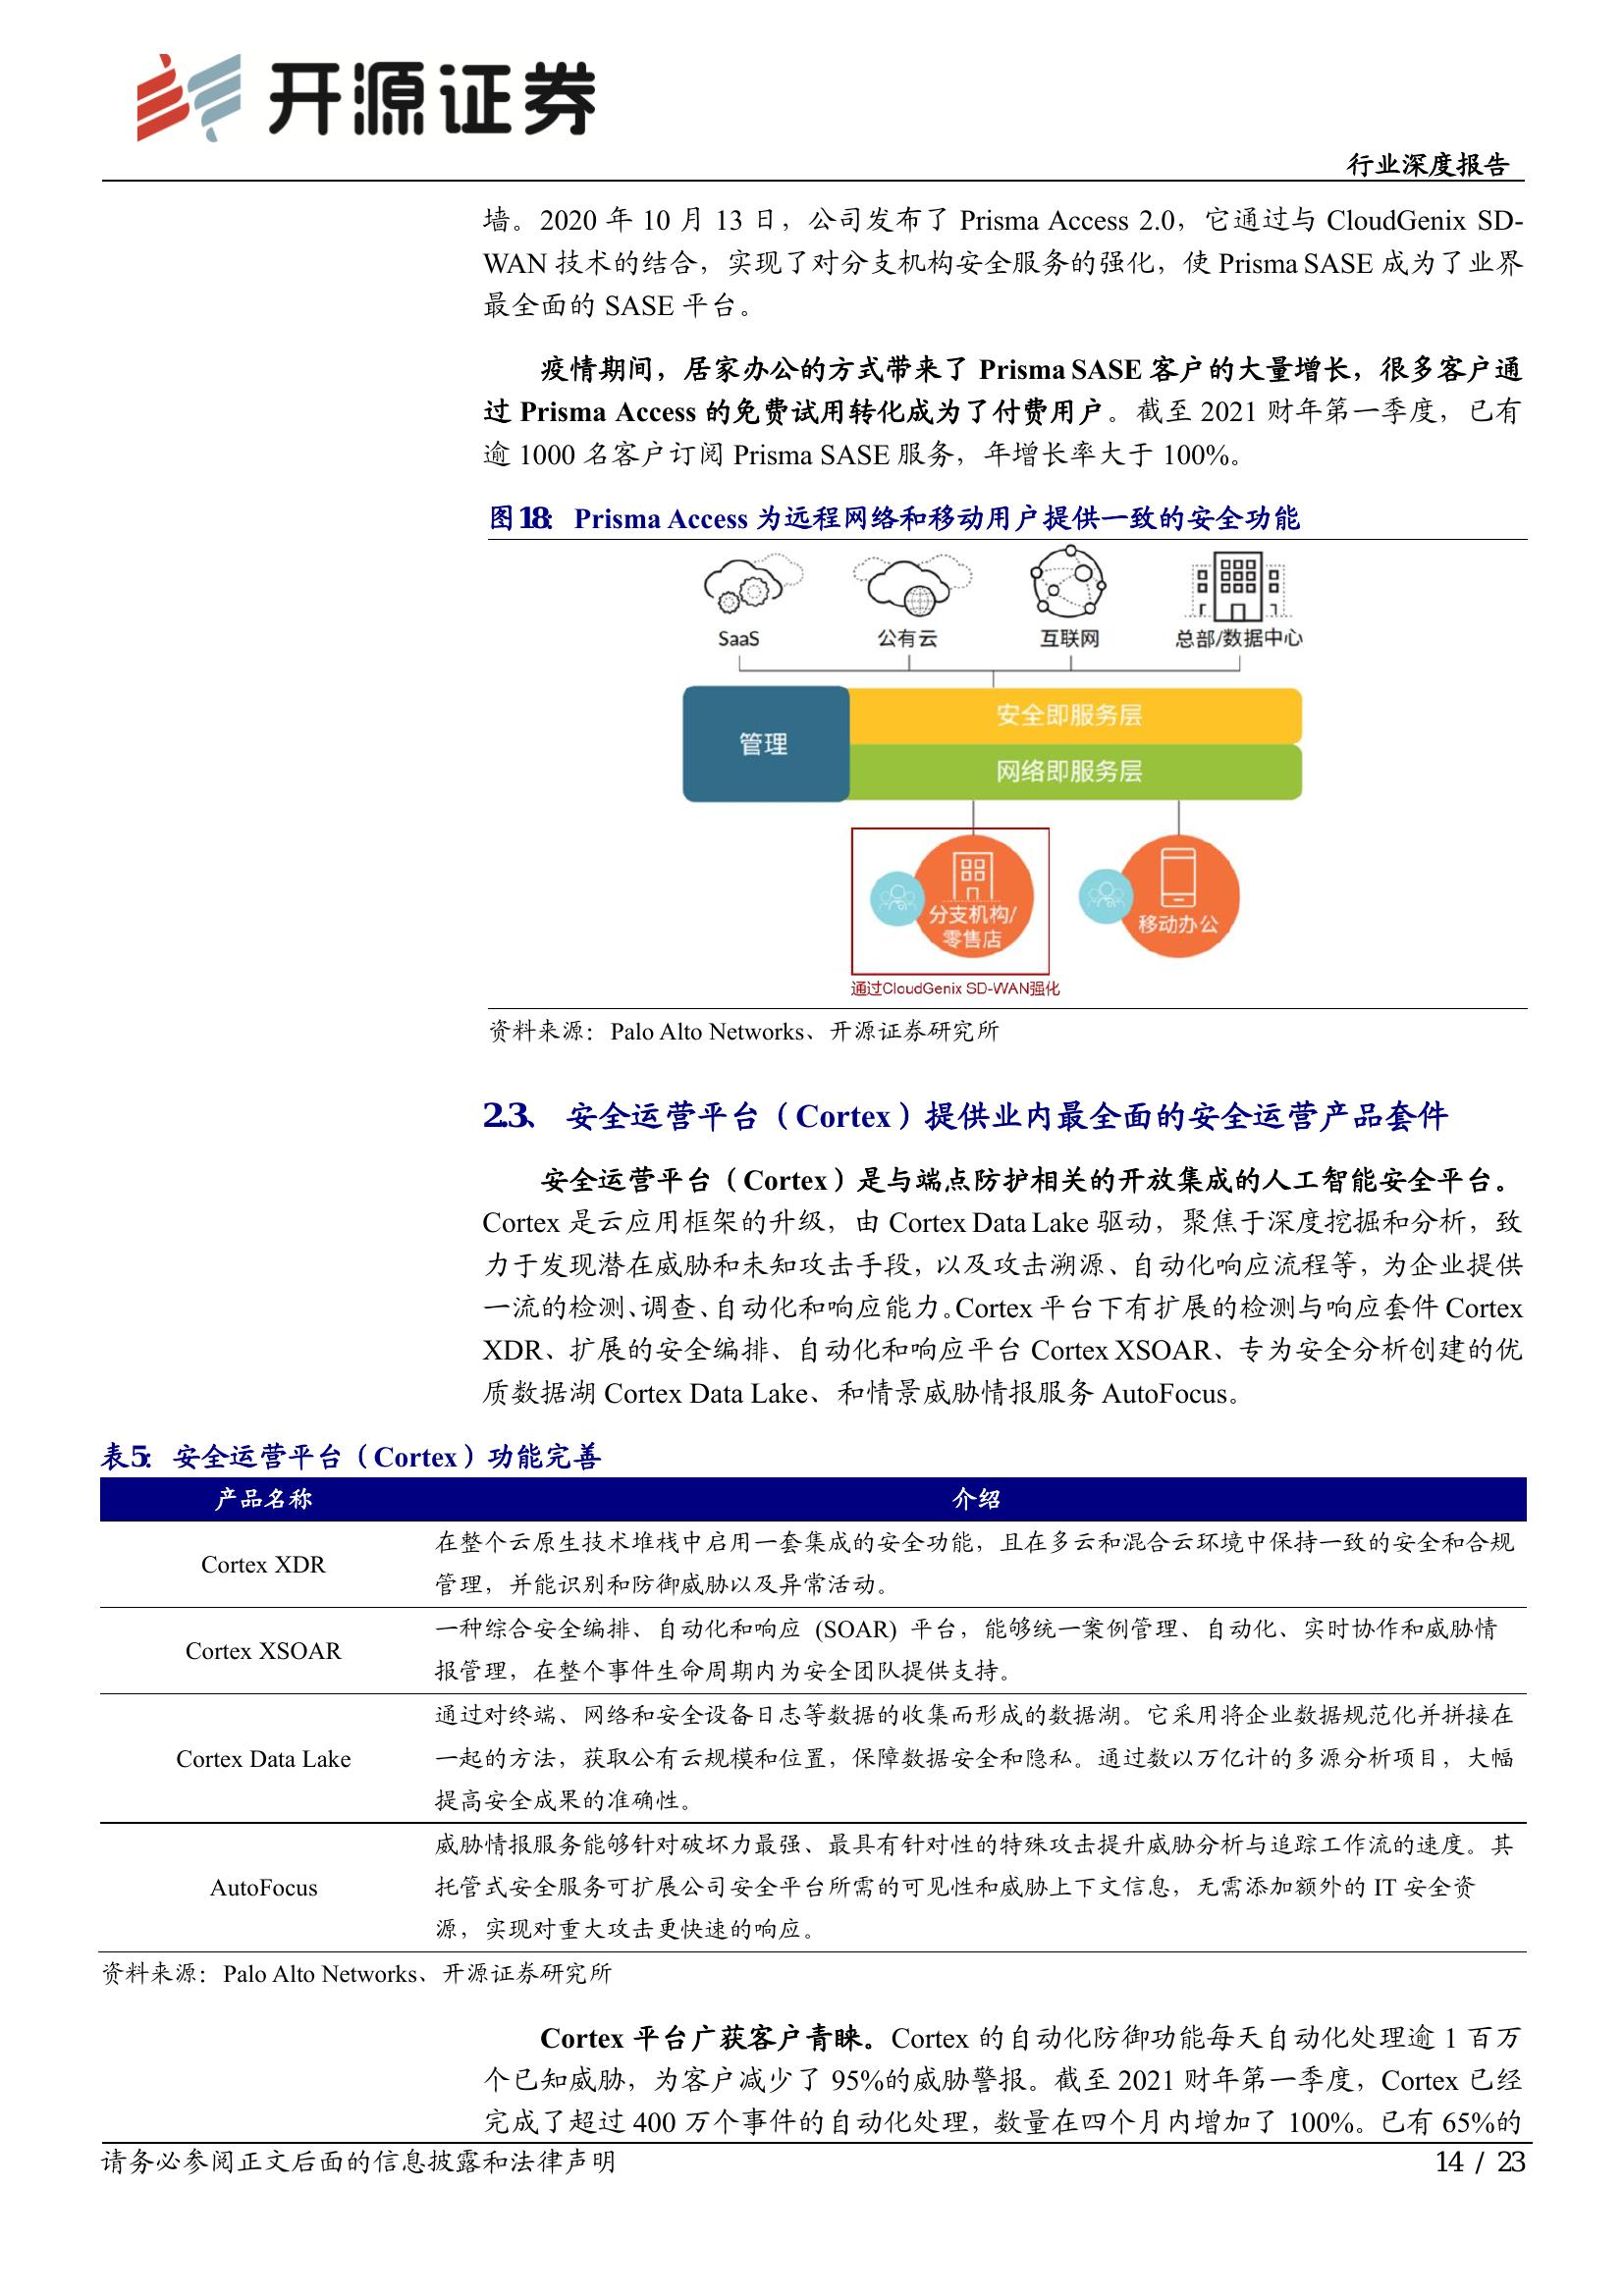 开源证券
行业深度报告
墙。2020 年 10 月 13 日，公司发布了 Prisma Access 2.0，它通过与 CloudGenix SD-
WAN 技术的结合，实现了对分支机构安全服务的强化，使 Prisma SASE 成为了业界
最全面的 SASE 平台。
疫情期间，居家办公的方式带来了 Prisma SASE 客户的大量增长，很多客户通
过 Prisma Access 的免费试用转化成为了付费用户。截至 2021 财年第一季度，已有
逾 1000 名客户订阅 Prisma SASE 服务，年增长率大于 100%。
图18： Prisma Access 为远程网络和移动用户提供一致的安全功能
SaaS 公有云 互联网 总部/数据中心
安全即服务层
管理
网络即服务层
分支机构/
零售店
移动办公
通过CloudGenix SD-WAN强化
资料来源：Palo Alto Networks、开源证券研究所
2.3、 安全运营平台（Cortex）提供业内最全面的安全运营产品套件
安全运营平台（Cortex）是与端点防护相关的开放集成的人工智能安全平台。
Cortex 是云应用框架的升级，由 Cortex Data Lake 驱动，聚焦于深度挖掘和分析，致
力于发现潜在威胁和未知攻击手段，以及攻击溯源、自动化响应流程等，为企业提供
一流的检测、调查、自动化和响应能力。Cortex 平台下有扩展的检测与响应套件 Cortex
XDR、扩展的安全编排、自动化和响应平台 Cortex XSOAR、专为安全分析创建的优
质数据湖 Cortex Data Lake、和情景威胁情报服务 AutoFocus。
表5： 安全运营平台（Cortex）功能完善
产品名称 介绍
Cortex XDR
在整个云原生技术堆栈中启用一套集成的安全功能，且在多云和混合云环境中保持一致的安全和合规
管理，并能识别和防御威胁以及异常活动。
Cortex XSOAR
一种综合安全编排、自动化和响应 (SOAR) 平台，能够统一案例管理、自动化、实时协作和威胁情
报管理，在整个事件生命周期内为安全团队提供支持。
Cortex Data Lake
通过对终端、网络和安全设备日志等数据的收集而形成的数据湖。它采用将企业数据规范化并拼接在
一起的方法，获取公有云规模和位置，保障数据安全和隐私。通过数以万亿计的多源分析项目，大幅
提高安全成果的准确性。
AutoFocus
威胁情报服务能够针对破坏力最强、最具有针对性的特殊攻击提升威胁分析与追踪工作流的速度。其
托管式安全服务可扩展公司安全平台所需的可见性和威胁上下文信息，无需添加额外的 IT 安全资
源，实现对重大攻击更快速的响应。
资料来源：Palo Alto Networks、开源证券研究所
Cortex 平台广获客户青睐。Cortex 的自动化防御功能每天自动化处理逾 1 百万
个已知威胁，为客户减少了 95%的威胁警报。截至 2021 财年第一季度，Cortex 已经
完成了超过 400 万个事件的自动化处理，数量在四个月内增加了 100%。已有 65%的
请务必参阅正文后面的信息披露和法律声明 14 / 23